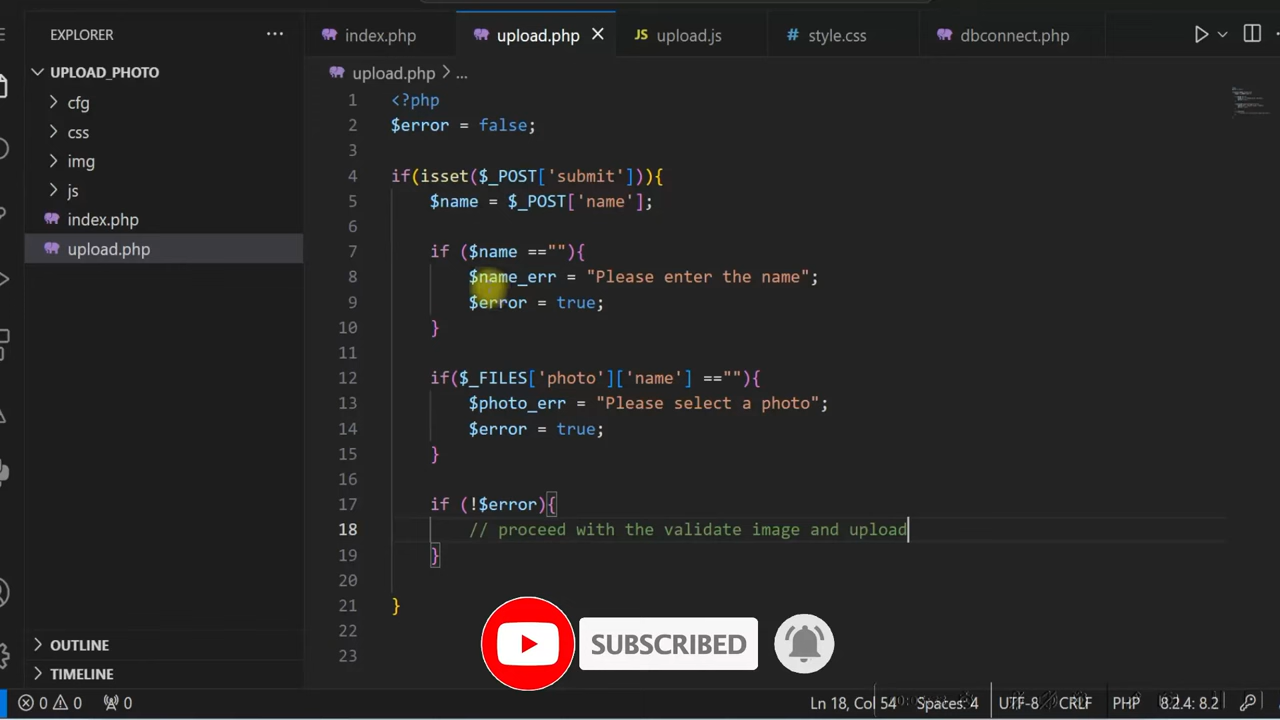 EXPLORER
index.php
upload.php
JS upload.js
# style.css
dbconnect.php
UPLOAD_PHOTO
cfg
css
img
js
index.php
upload.php
OUTLINE
TIMELINE
upload.php > ...
1 <?php
2 $error = false;
3
4 if(isset($_POST['submit'])){
5 $name = $_POST['name'];
6
7 if ($name ==""){
8 $name_err = "Please enter the name";
9 $error = true;
10 }
11
12 if($_FILES['photo']['name'] ==""){
13 $photo_err = "Please select a photo";
14 $error = true;
15 }
16
17 if (!$error){
18 // proceed with the validate image and upload
19 }
20
21 }
22
23
SUBSCRIBED
0 0 0
Ln 18, Col 54 Spaces: 4 UTF-8 CRLF PHP 8.2.4: 8.2